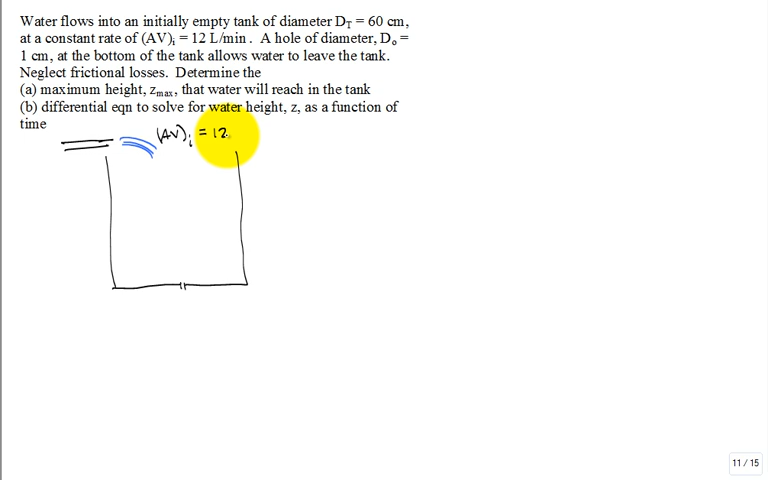 Water flows into an initially empty tank of diameter D_T = 60 cm,
at a constant rate of (AV)_i = 12 L/min. A hole of diameter, D_o =
1 cm, at the bottom of the tank allows water to leave the tank.
Neglect frictional losses. Determine the
(a) maximum height, z_max, that water will reach in the tank
(b) differential eqn to solve for water height, z, as a function of
time
(AV)_i = 12
11 / 15